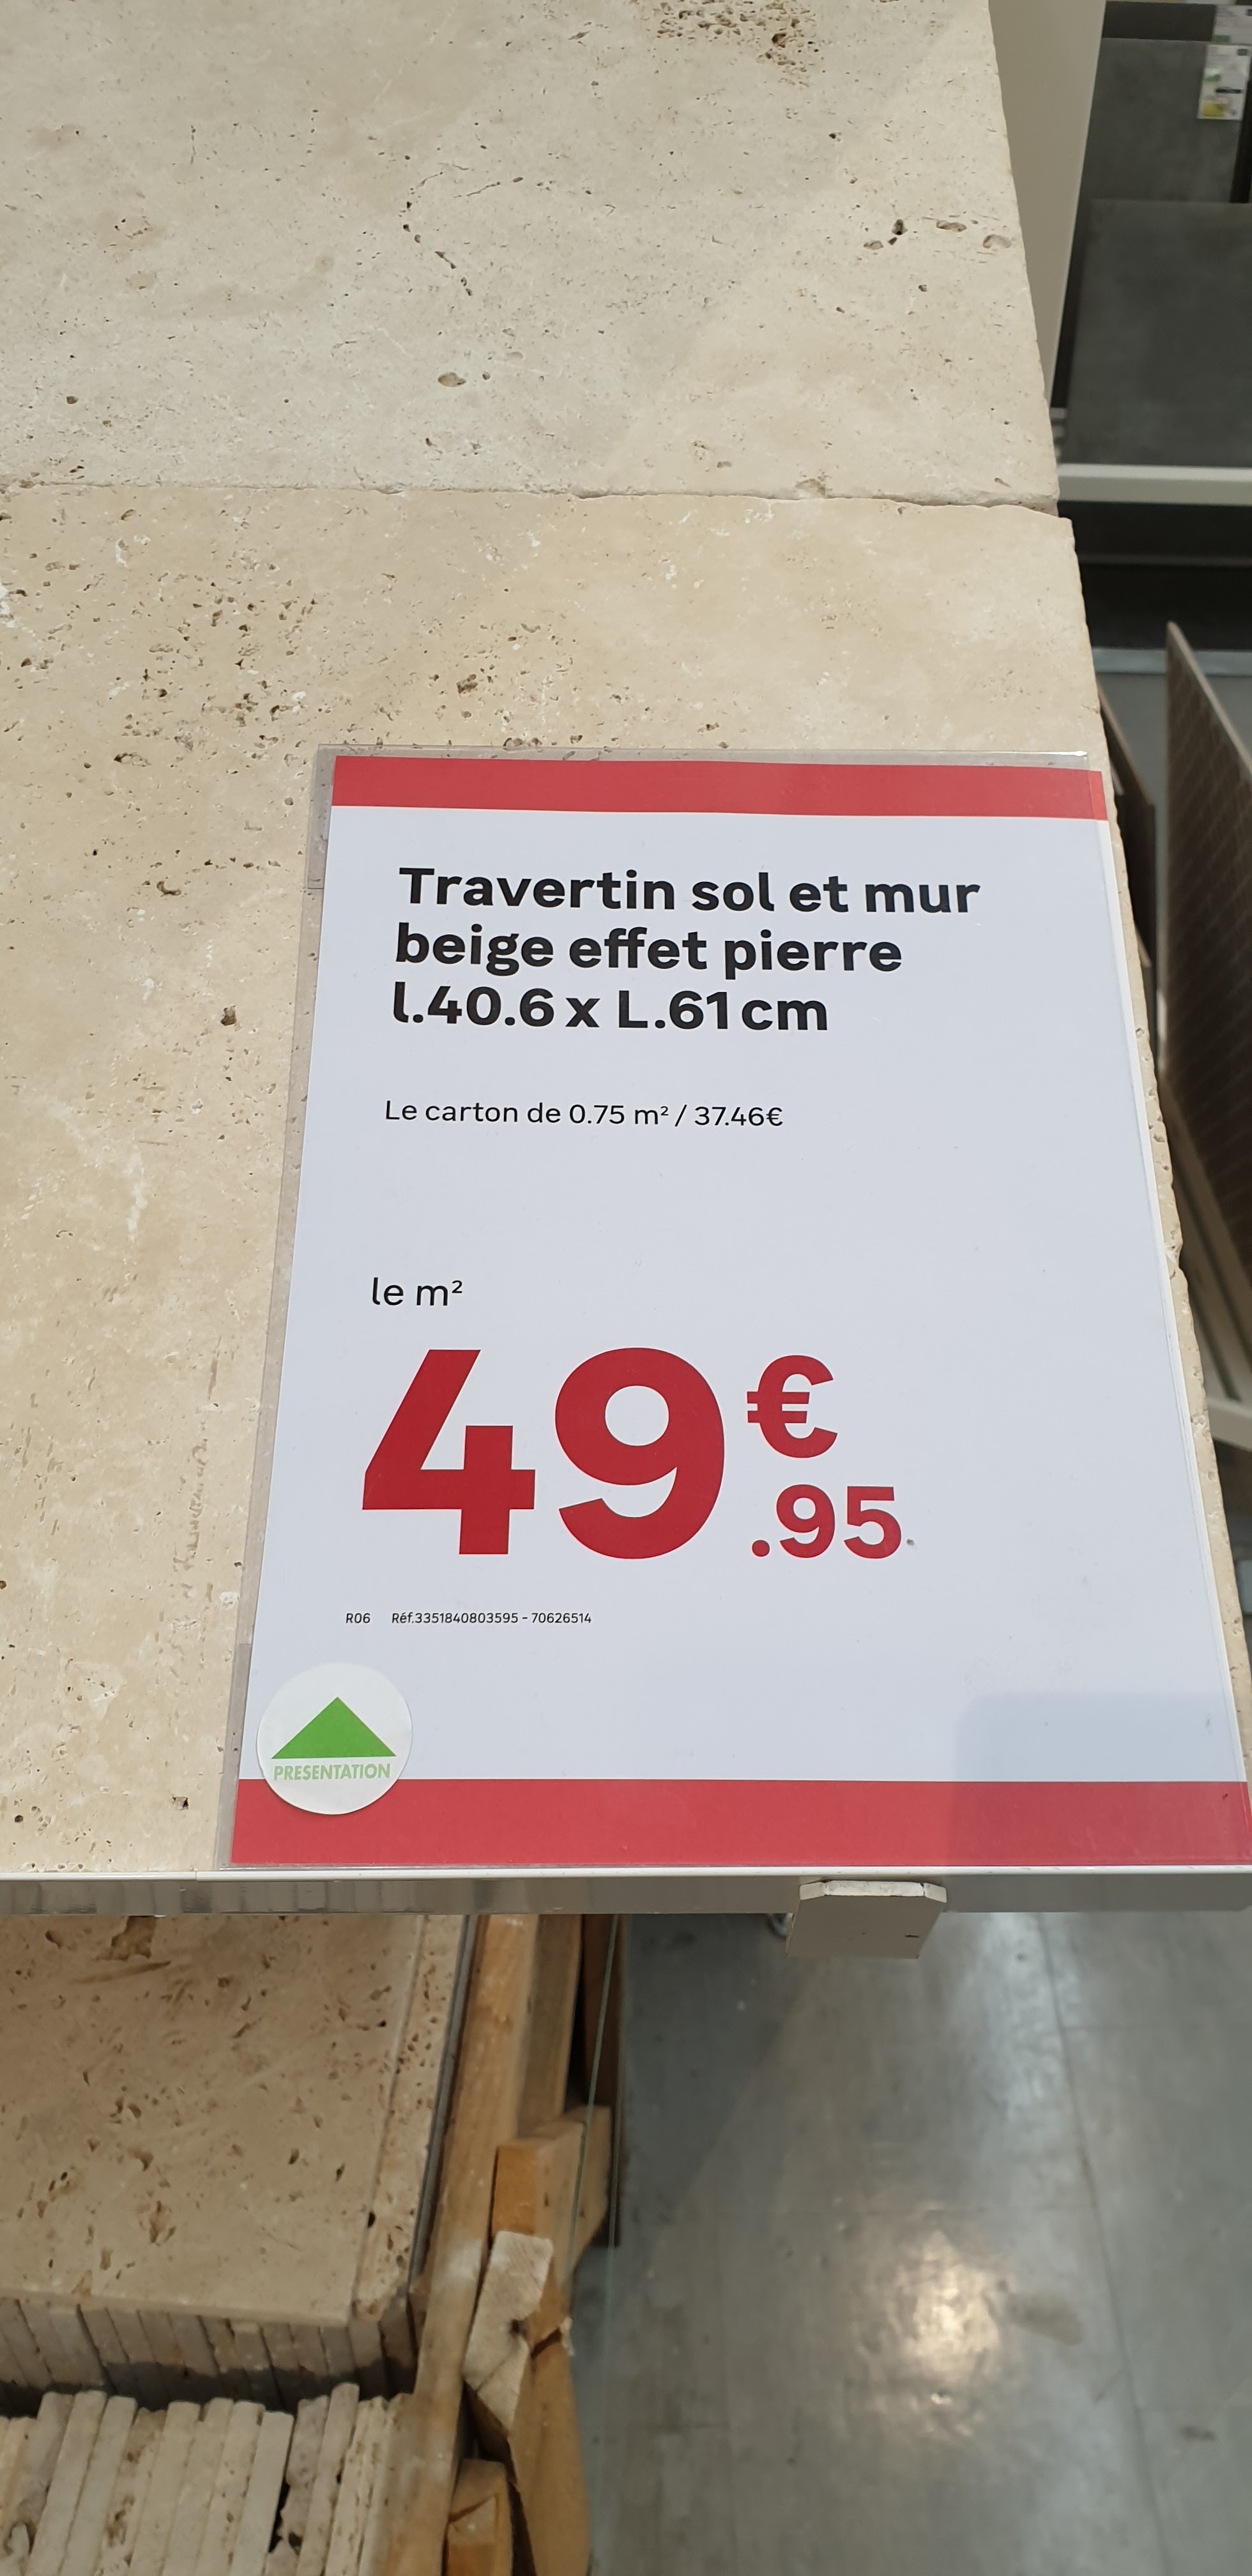 Travertin sol et mur
beige effet pierre
l.40.6 x L.61 cm
Le carton de 0.75 m² / 37.46€
le m²
49€.95
R06 Réf.3351840803595 - 70626514
PRESENTATION